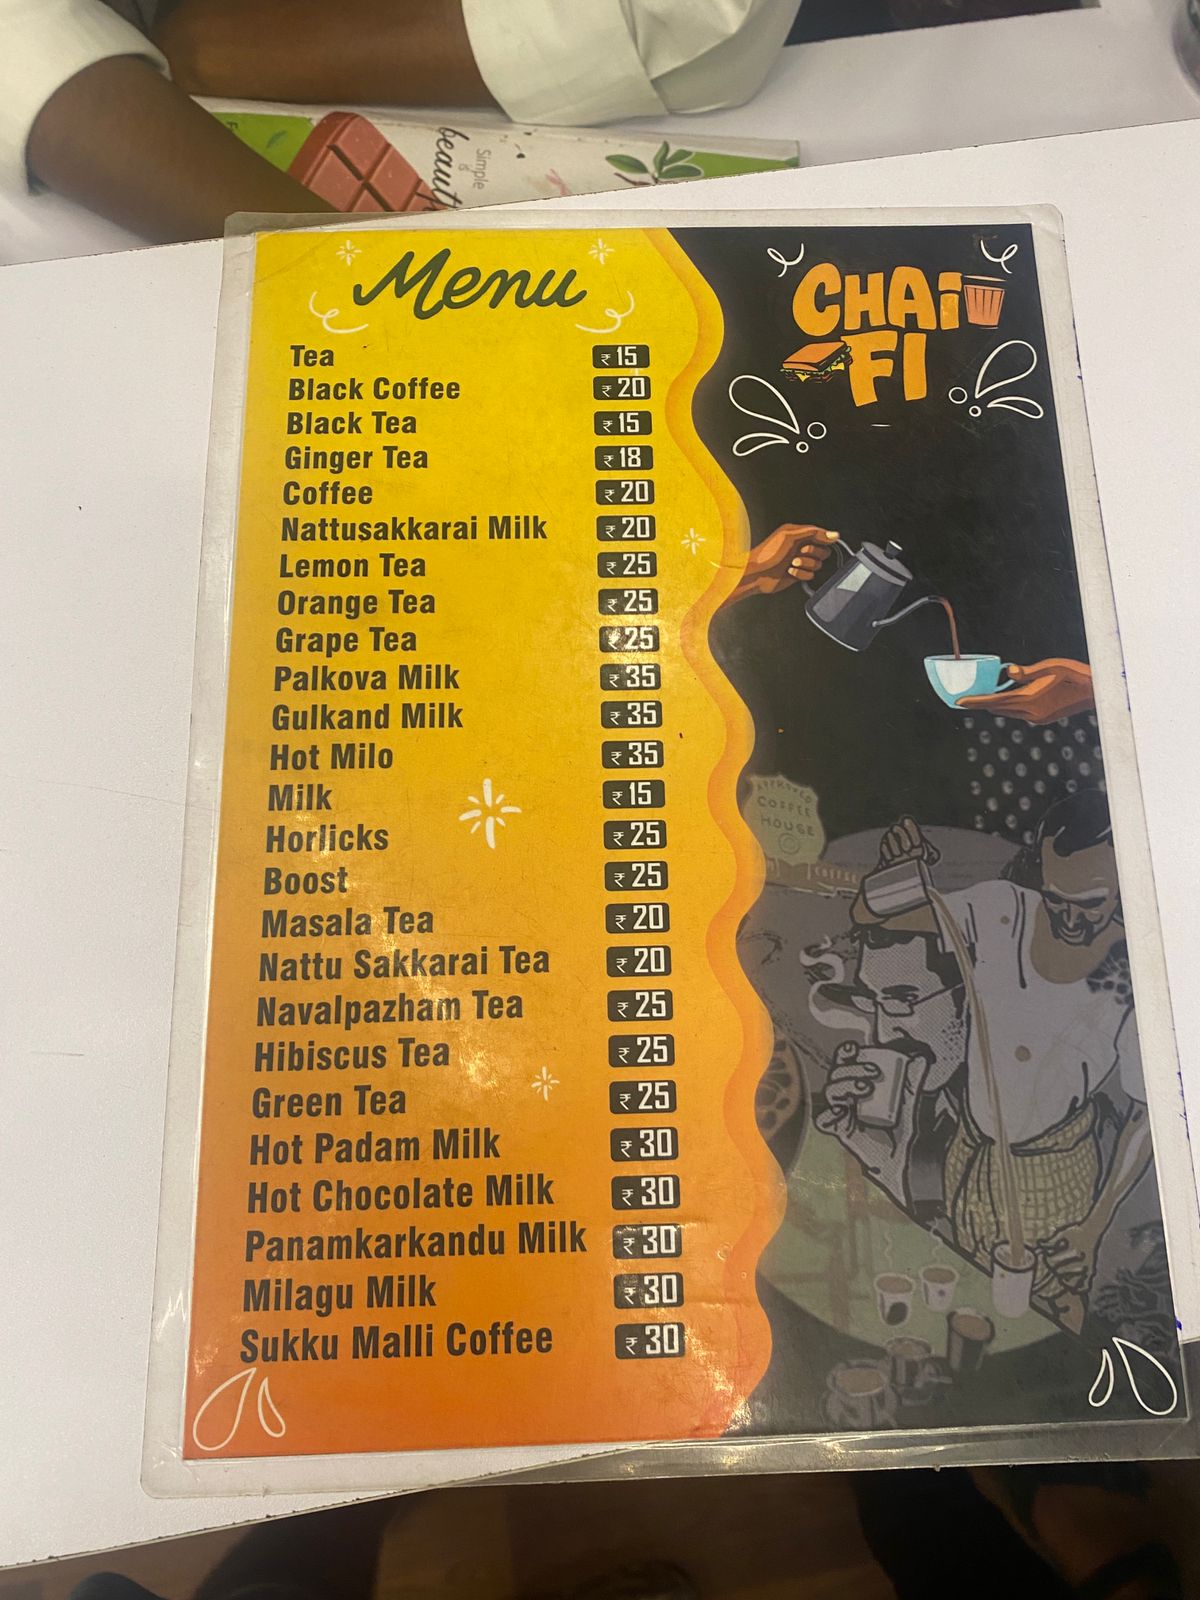 Simple
is
beauty
Menu
CHAI
FI
Tea ₹15
Black Coffee ₹20
Black Tea ₹15
Ginger Tea ₹18
Coffee ₹20
Nattusakkarai Milk ₹20
Lemon Tea ₹25
Orange Tea ₹25
Grape Tea ₹25
Palkova Milk ₹35
Gulkand Milk ₹35
Hot Milo ₹35
Milk ₹15
Horlicks ₹25
Boost ₹25
Masala Tea ₹20
Nattu Sakkarai Tea ₹20
Navalpazham Tea ₹25
Hibiscus Tea ₹25
Green Tea ₹25
Hot Padam Milk ₹30
Hot Chocolate Milk ₹30
Panamkarkandu Milk ₹30
Milagu Milk ₹30
Sukku Malli Coffee ₹30
APPROVED
COFFEE
HOUSE
COFFEE